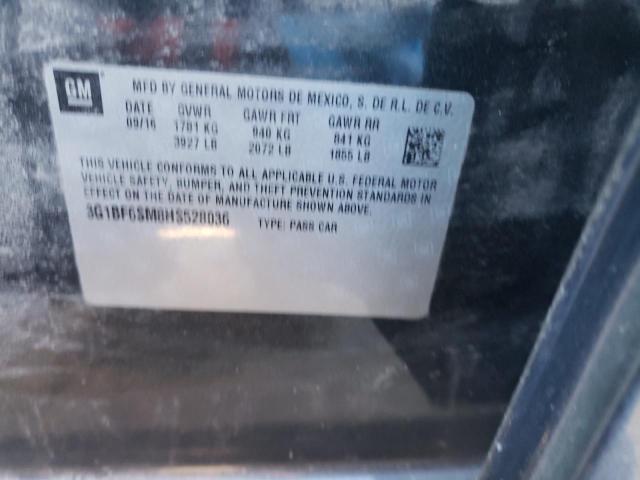 GM
MFD BY GENERAL MOTORS DE MEXICO, S. DE R.L. DE C.V.
DATE GVWR GAWR FRT GAWR RR
09/16 1781 KG 940 KG 841 KG
3927 LB 2072 LB 1855 LB
THIS VEHICLE CONFORMS TO ALL APPLICABLE U.S. FEDERAL MOTOR
VEHICLE SAFETY, BUMPER, AND THEFT PREVENTION STANDARDS IN
EFFECT ON THE DATE OF MANUFACTURE SHOWN ABOVE.
3G1BF6SM8HS528036 TYPE: PASS CAR